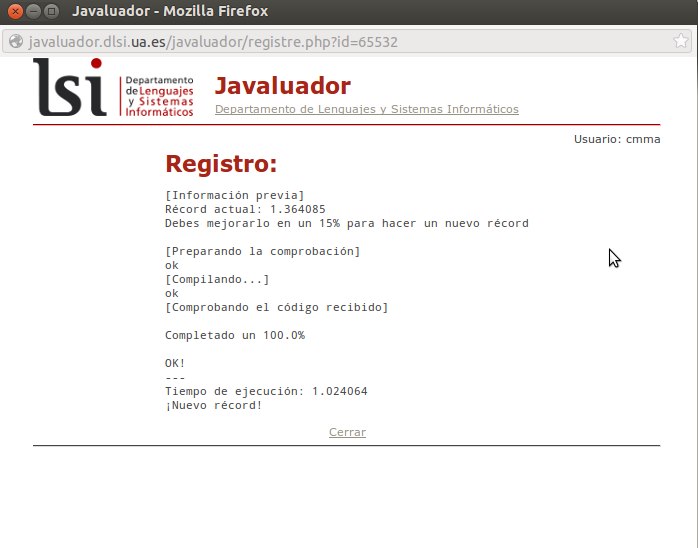 Javaluador - Mozilla Firefox
javaluador.dlsi.ua.es/javaluador/registre.php?id=65532
lsi
Departamento
de Lenguajes
y Sistemas
Informáticos
Javaluador
Departamento de Lenguajes y Sistemas Informáticos
Usuario: cmma
Registro:
[Información previa]
Récord actual: 1.364085
Debes mejorarlo en un 15% para hacer un nuevo récord
[Preparando la comprobación]
ok
[Compilando...]
ok
[Comprobando el código recibido]
Completado un 100.0%
OK!
---
Tiempo de ejecución: 1.024064
¡Nuevo récord!
Cerrar